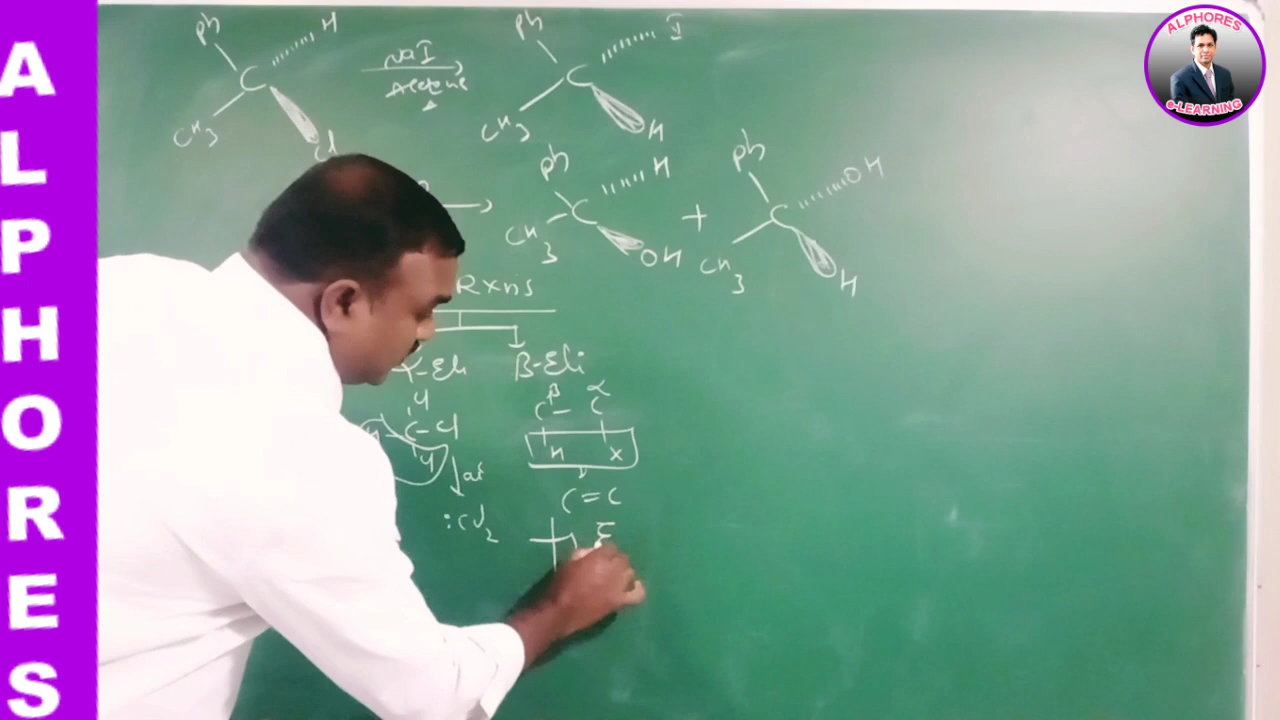 ALPHORES
ALPHORES
e-LEARNING
Ph H NaI Ph I
C Acetone C
CH3 Cl Δ CH3 H
Ph H + Ph OH
C C
CH3 OH CH3 H
Rxns
β-Eli
β α
C - C
C-Cl
H X
C = C
:CCl2